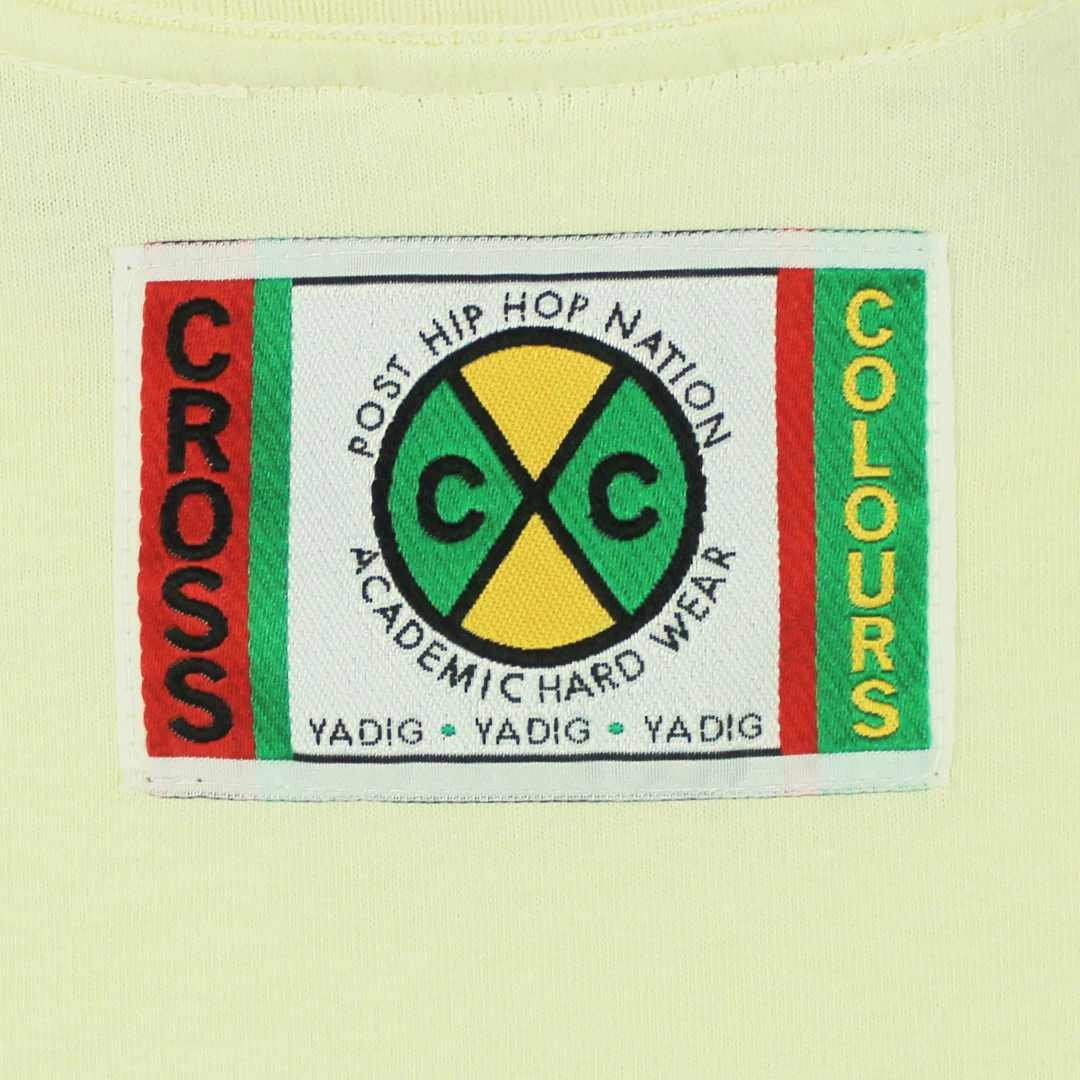 CROSS
POST HIP HOP NATION
C C
ACADEMIC HARD WEAR
YADIG • YADIG • YADIG
COLOURS